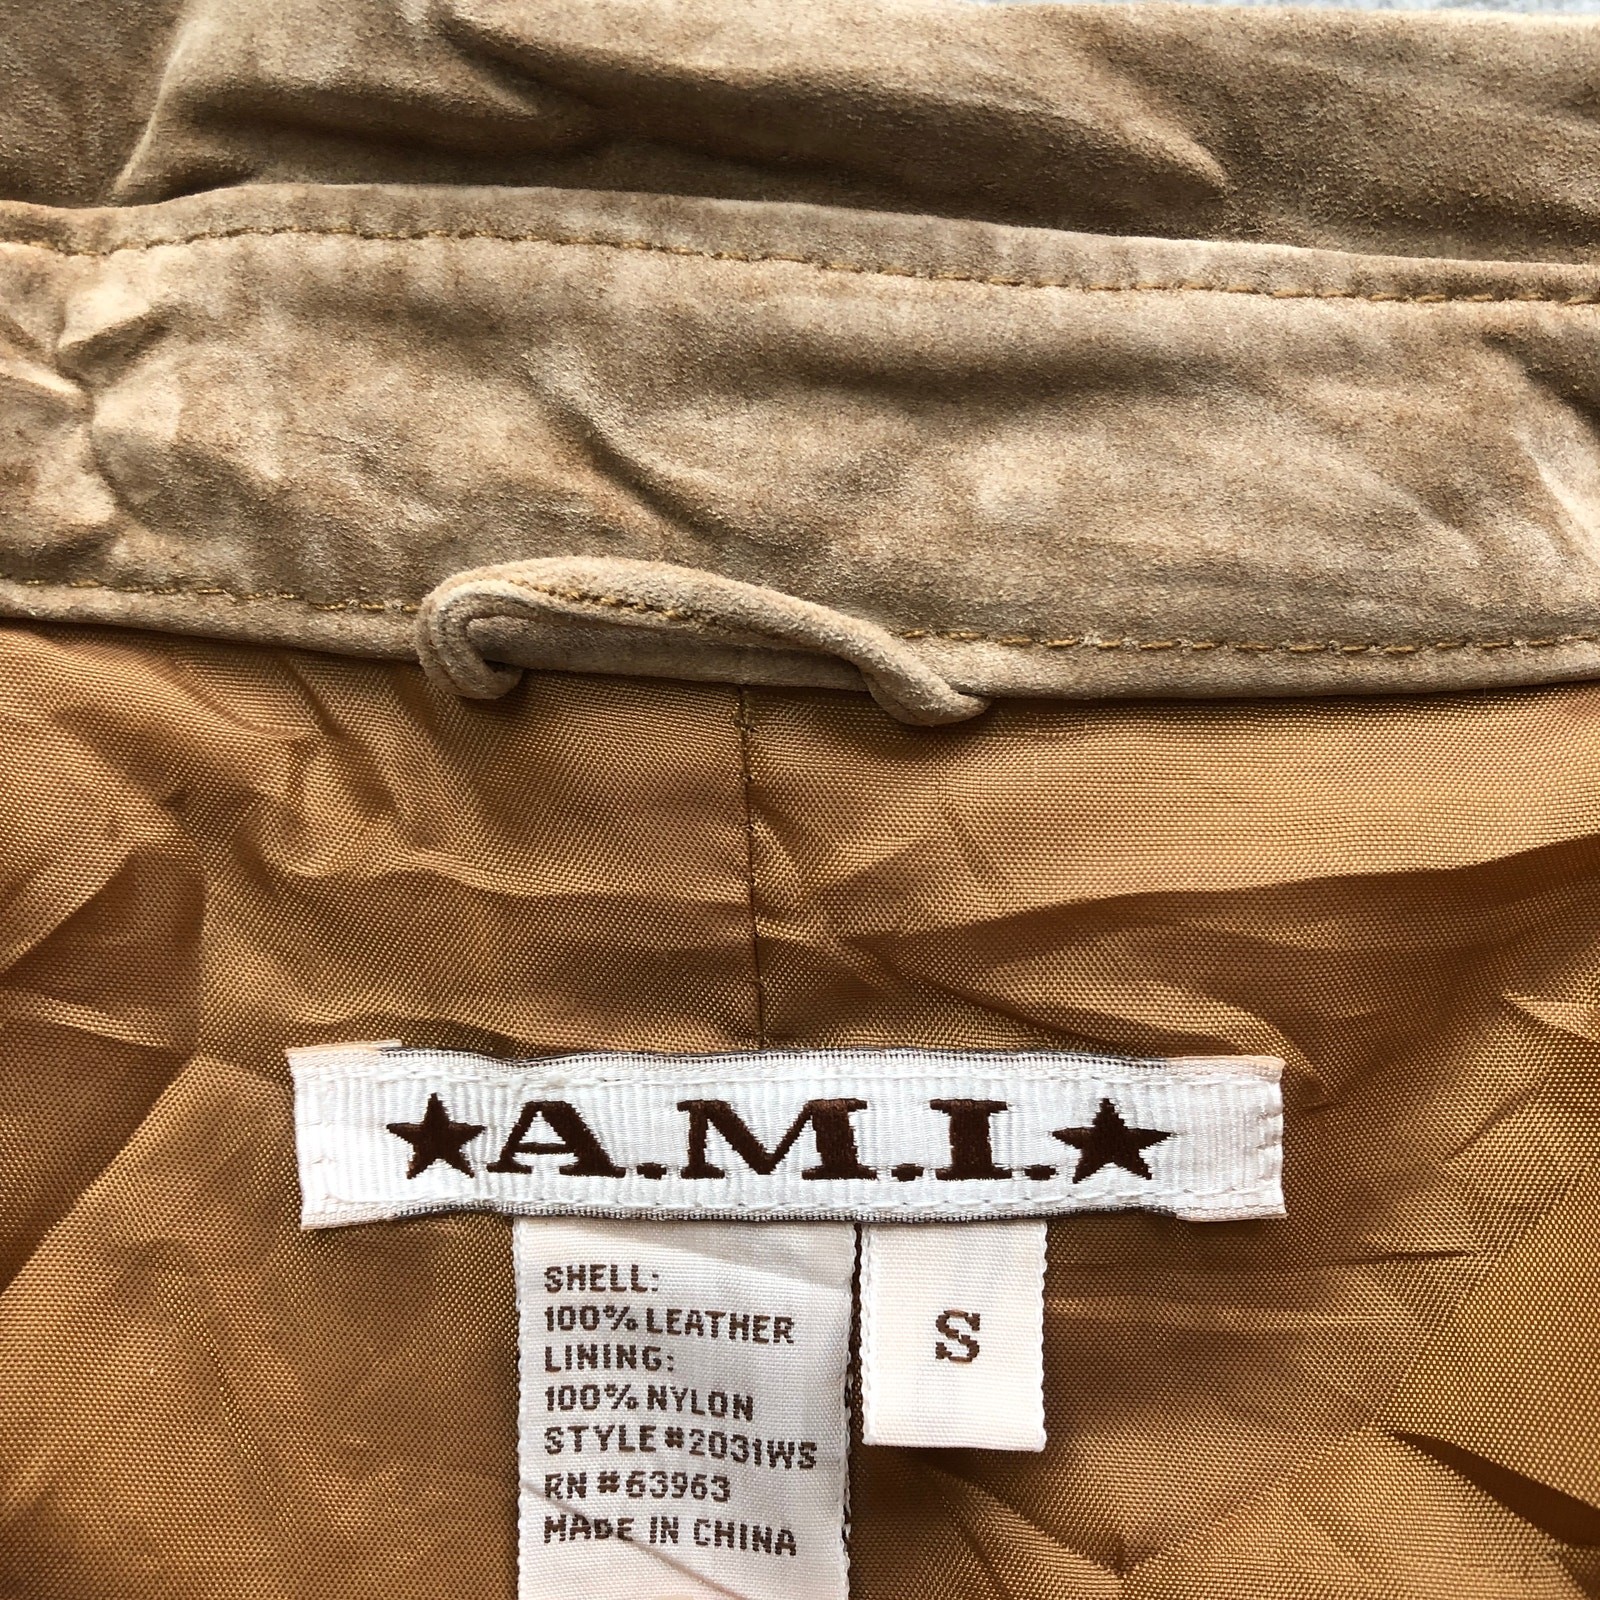 ★A.M.I.★
SHELL:
100% LEATHER
LINING:
100% NYLON
STYLE #2031WS
RN #63963
MADE IN CHINA
S